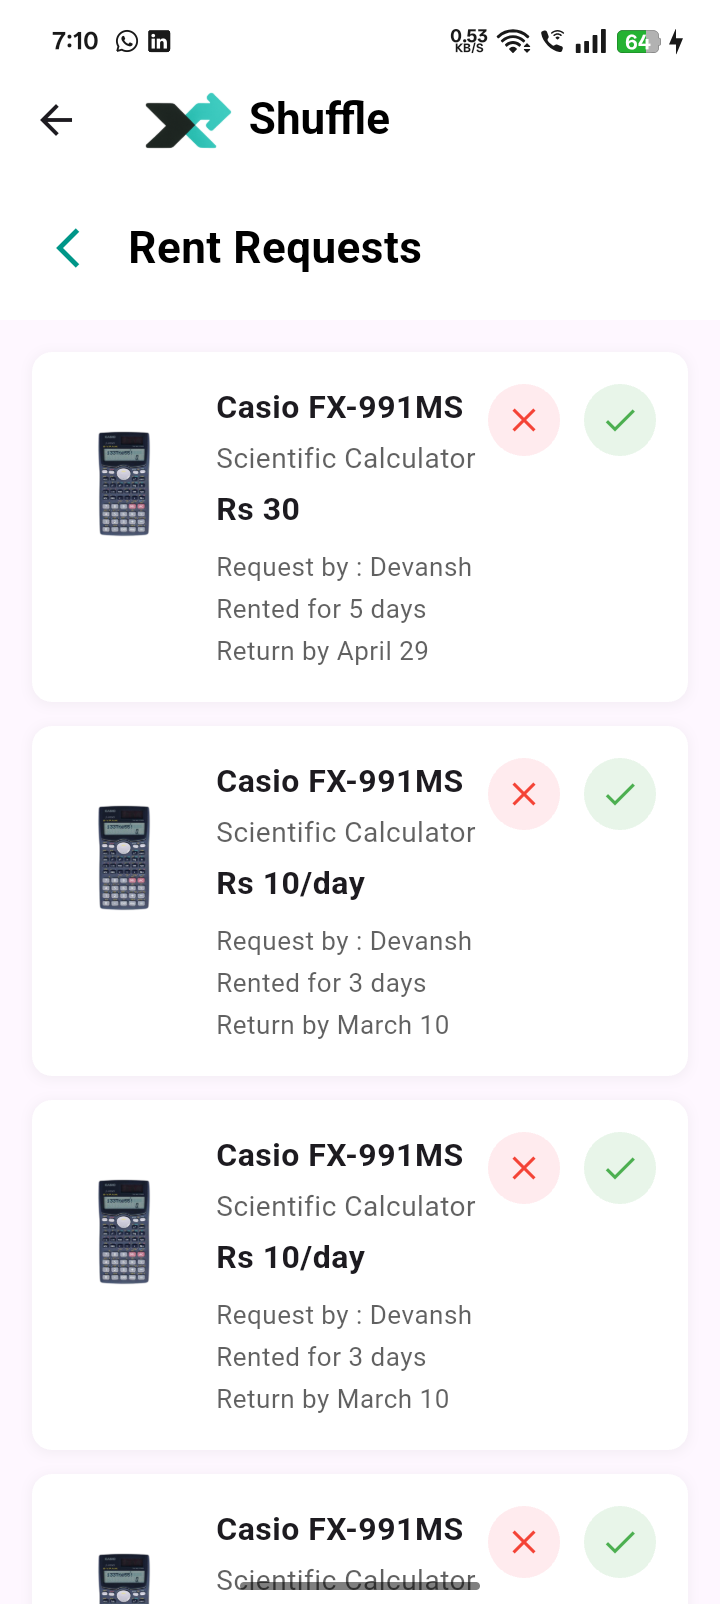 7:10 in 0.53 KB/S 64
Shuffle
Rent Requests
Casio FX-991MS
Scientific Calculator
Rs 30
Request by : Devansh
Rented for 5 days
Return by April 29
Casio FX-991MS
Scientific Calculator
Rs 10/day
Request by : Devansh
Rented for 3 days
Return by March 10
Casio FX-991MS
Scientific Calculator
Rs 10/day
Request by : Devansh
Rented for 3 days
Return by March 10
Casio FX-991MS
Scientific Calculator